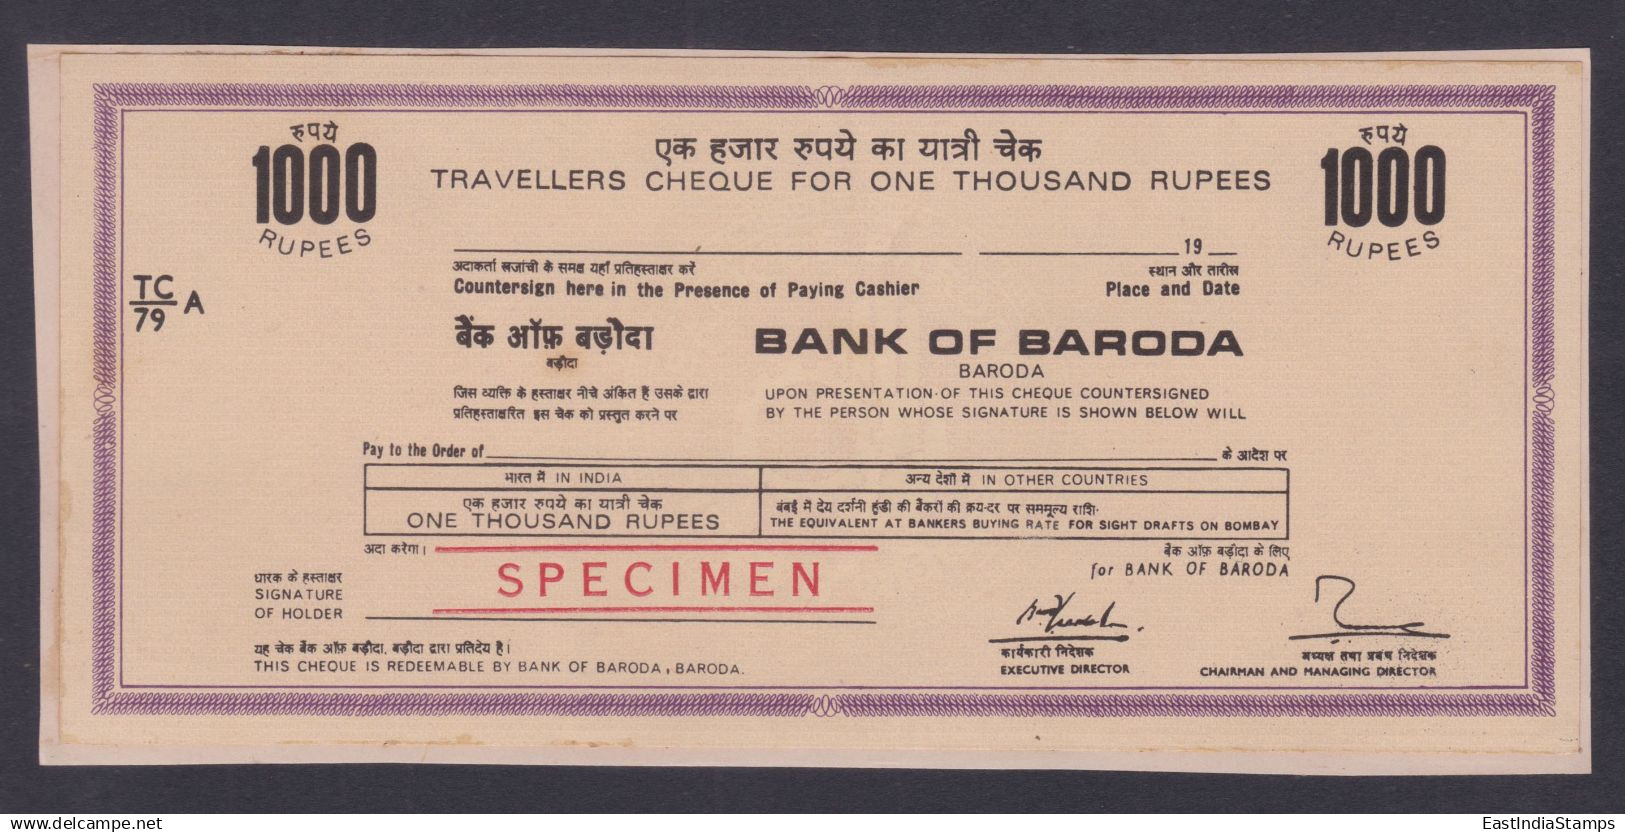 रुपये
1000
RUPEES
एक हजार रुपये का यात्री चेक
TRAVELLERS CHEQUE FOR ONE THOUSAND RUPEES
रुपये
1000
RUPEES
19
अदाकर्ता खजांची के समक्ष यहाँ प्रतिहस्ताक्षर करें
Countersign here in the Presence of Paying Cashier
स्थान और तारीख
Place and Date
TC
79 A
बैंक ऑफ़ बड़ौदा
बड़ौदा
BANK OF BARODA
BARODA
जिस व्यक्ति के हस्ताक्षर नीचे अंकित हैं उसके द्वारा
प्रतिहस्ताक्षरित इस चेक को प्रस्तुत करने पर
UPON PRESENTATION OF THIS CHEQUE COUNTERSIGNED
BY THE PERSON WHOSE SIGNATURE IS SHOWN BELOW WILL
Pay to the Order of के आदेश पर
भारत में IN INDIA
अन्य देशों में IN OTHER COUNTRIES
एक हजार रुपये का यात्री चेक
ONE THOUSAND RUPEES
बंबई में देय दर्शनी हुंडी की बैंकरों की क्रय-दर पर सममूल्य राशि.
THE EQUIVALENT AT BANKERS BUYING RATE FOR SIGHT DRAFTS ON BOMBAY
अदा करेगा।
SPECIMEN
बैंक ऑफ़ बड़ौदा के लिए
for BANK OF BARODA
धारक के हस्ताक्षर
SIGNATURE
OF HOLDER
कार्यकारी निदेशक
EXECUTIVE DIRECTOR
अध्यक्ष तथा प्रबंध निदेशक
CHAIRMAN AND MANAGING DIRECTOR
यह चेक बैंक ऑफ़ बड़ौदा, बड़ौदा द्वारा प्रतिदेय है।
THIS CHEQUE IS REDEEMABLE BY BANK OF BARODA, BARODA.
www.delcampe.net
EastIndiaStamps